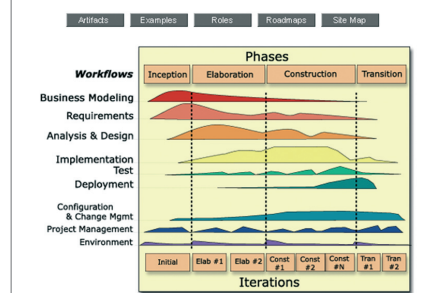 Artifacts Examples Roles Roadmaps Site Map
Phases
Workflows Inception Elaboration Construction Transition
Business Modeling
Requirements
Analysis & Design
Implementation
Test
Deployment
Configuration
& Change Mgmt
Project Management
Environment
Initial Elab #1 Elab #2 Const #1 Const #2 Const #N Tran #1 Tran #2
Iterations